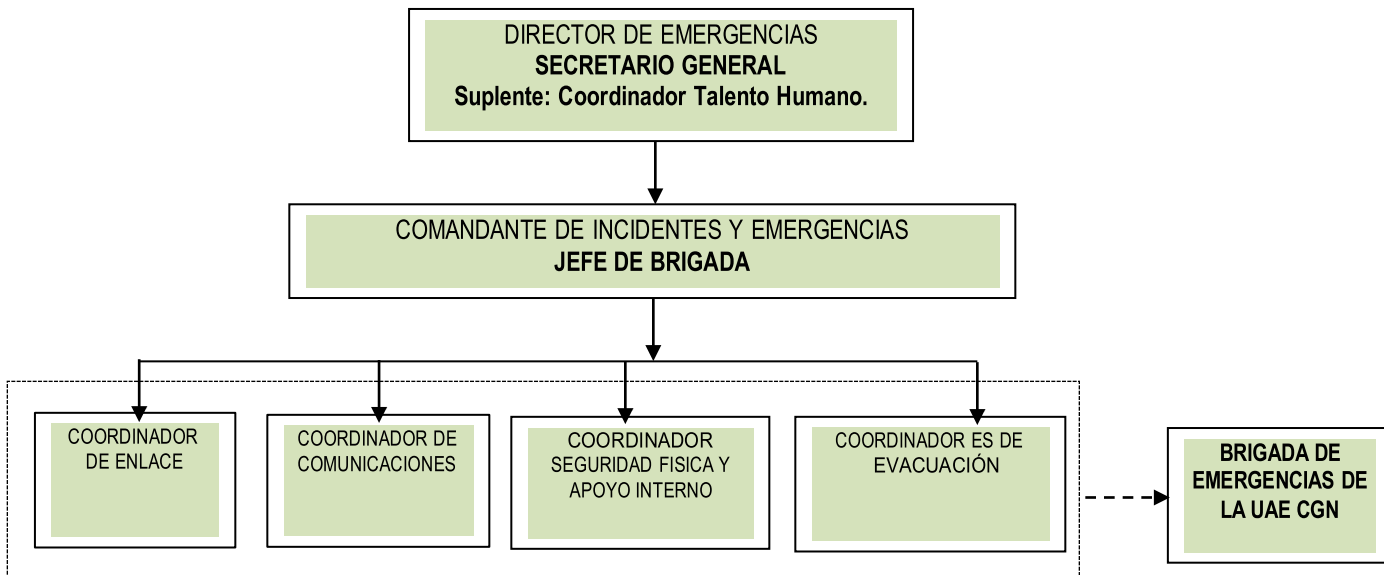 DIRECTOR DE EMERGENCIAS
SECRETARIO GENERAL
Suplente: Coordinador Talento Humano.
COMANDANTE DE INCIDENTES Y EMERGENCIAS
JEFE DE BRIGADA
COORDINADOR
DE ENLACE
COORDINADOR DE
COMUNICACIONES
COORDINADOR
SEGURIDAD FISICA Y
APOYO INTERNO
COORDINADOR ES DE
EVACUACIÓN
BRIGADA DE
EMERGENCIAS DE
LA UAE CGN